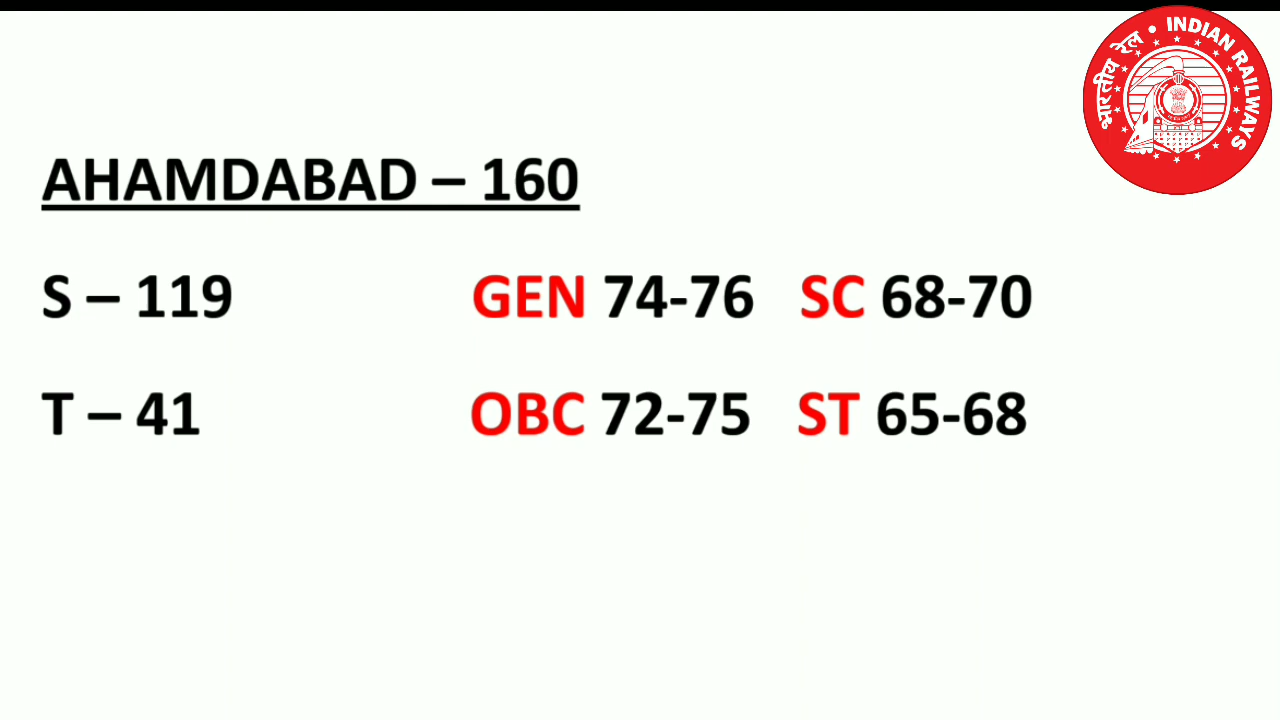 भारतीय रेल • INDIAN RAILWAYS
AHAMDABAD – 160
S – 119 GEN 74-76 SC 68-70
T – 41 OBC 72-75 ST 65-68